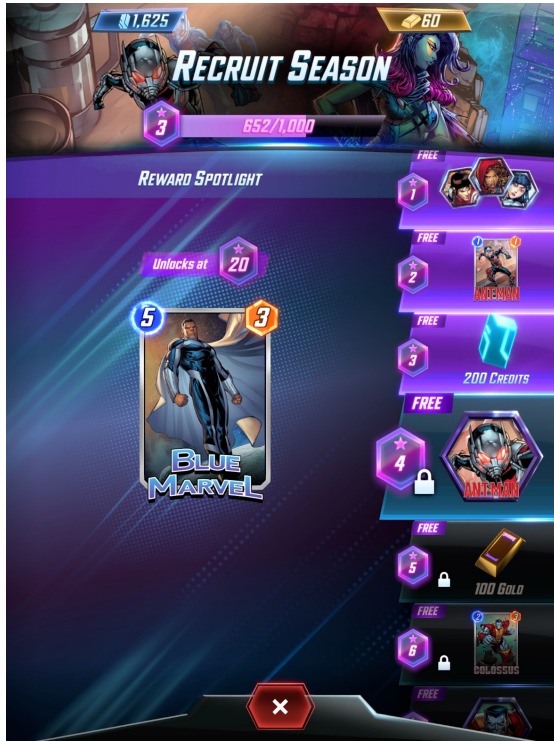 1,625
60
RECRUIT SEASON
3
652/1,000
REWARD SPOTLIGHT
Unlocks at
20
5
3
BLUE
MARVEL
FREE
1
FREE
2
1
1
ANT-MAN
FREE
3
200 CREDITS
FREE
4
ANT-MAN
FREE
5
100 GOLD
FREE
6
2
3
COLOSSUS
FREE